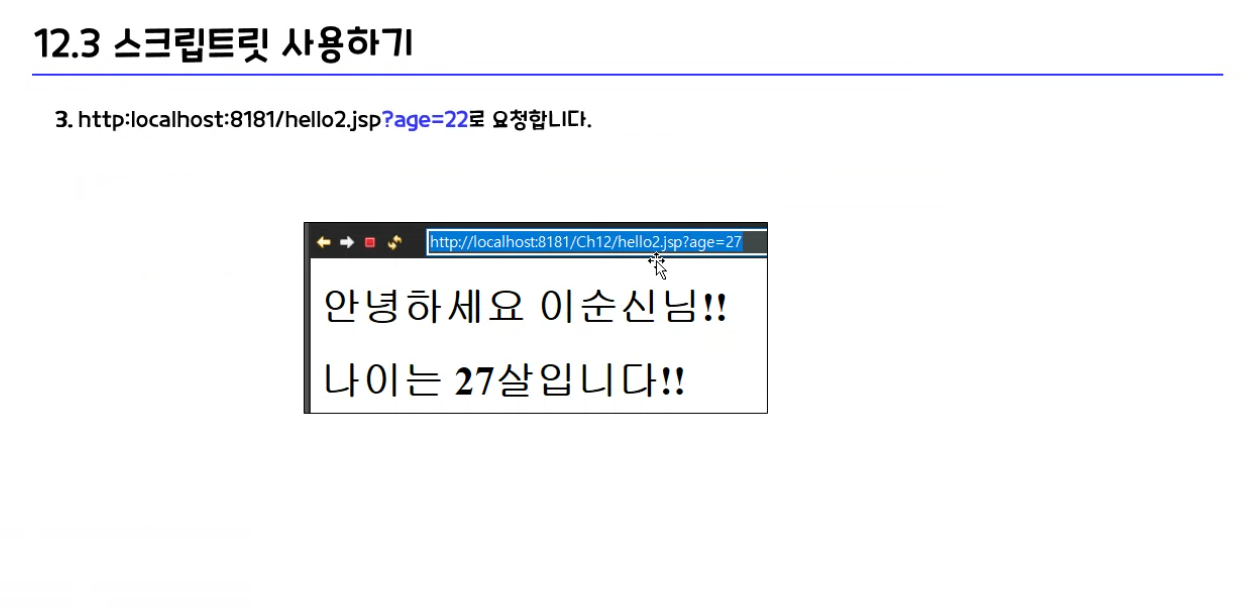 12.3 스크립트릿 사용하기
3. http:localhost:8181/hello2.jsp?age=22로 요청합니다.
http://localhost:8181/Ch12/hello2.jsp?age=27
안녕하세요 이순신님!!
나이는 27살입니다!!